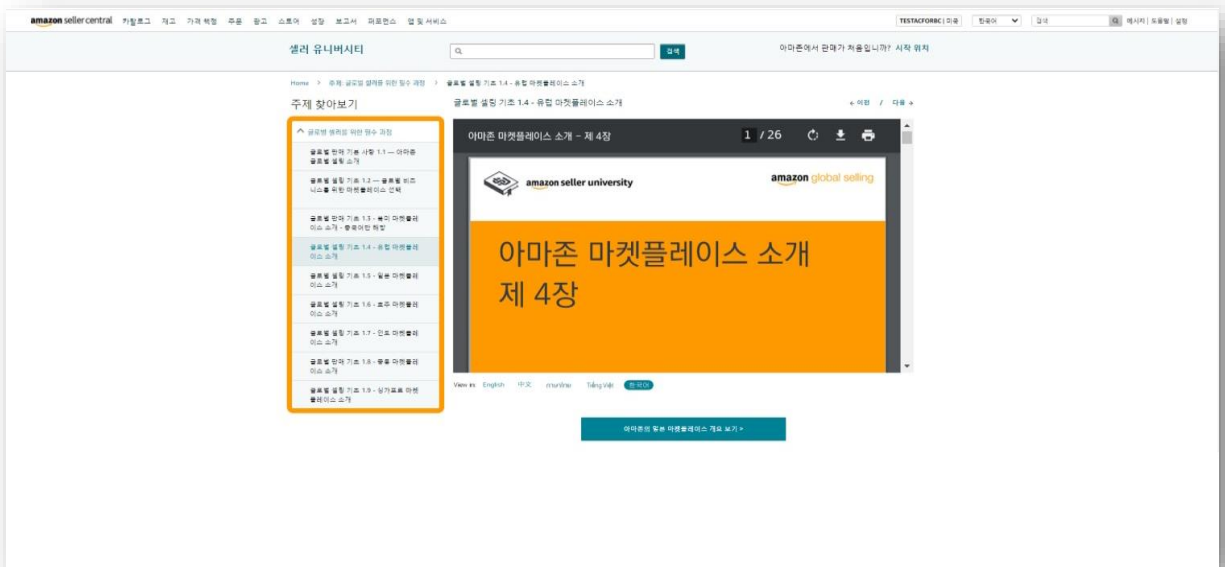 amazon seller central 카탈로그 재고 가격 책정 주문 광고 스토어 성장 보고서 퍼포먼스 앱 및 서비스 TESTACFORBC | 미국 한국어 검색 메시지 | 도움말 | 설정
셀러 유니버시티 검색 아마존에서 판매가 처음입니까? 시작 위치
Home > 주제: 글로벌 셀러를 위한 필수 과정 > 글로벌 셀링 기초 1.4 - 유럽 마켓플레이스 소개
주제 찾아보기
글로벌 셀링 기초 1.4 - 유럽 마켓플레이스 소개
← 이전 / 다음 →
글로벌 셀러를 위한 필수 과정
글로벌 판매 기본 사항 1.1 — 아마존
글로벌 셀링 소개
글로벌 셀링 기초 1.2 — 글로벌 비즈
니스를 위한 마켓플레이스 선택
글로벌 판매 기초 1.3 - 북미 마켓플레
이스 소개 - 중국어만 해당
글로벌 셀링 기초 1.4 - 유럽 마켓플레
이스 소개
글로벌 셀링 기초 1.5 - 일본 마켓플레
이스 소개
글로벌 셀링 기초 1.6 - 호주 마켓플레
이스 소개
글로벌 셀링 기초 1.7 - 인도 마켓플레
이스 소개
글로벌 판매 기초 1.8 - 중동 마켓플레
이스 소개
글로벌 셀링 기초 1.9 - 싱가포르 마켓
플레이스 소개
아마존 마켓플레이스 소개 - 제 4장 1 / 26
amazon seller university
amazon global selling
아마존 마켓플레이스 소개
제 4장
View in: English 中文 ภาษาไทย Tiếng Việt 한국어
아마존의 일본 마켓플레이스 개요 보기 >